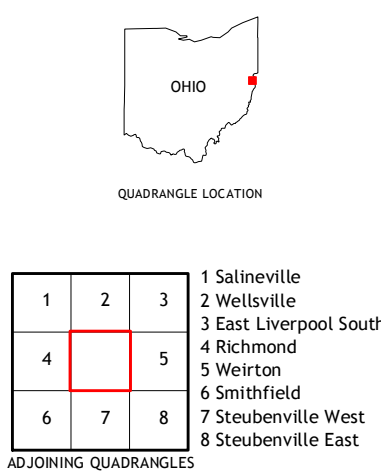 OHIO
QUADRANGLE LOCATION
1 2 3
4 5
6 7 8
1 Salineville
2 Wellsville
3 East Liverpool South
4 Richmond
5 Weirton
6 Smithfield
7 Steubenville West
8 Steubenville East
ADJOINING QUADRANGLES